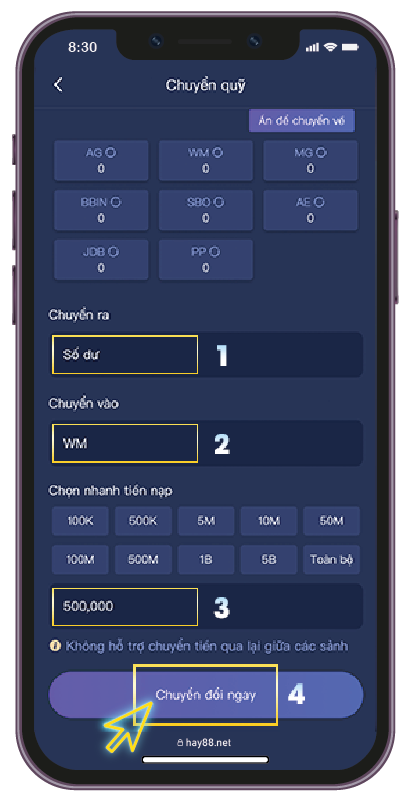 8:30
Chuyển quỹ
Ấn để chuyển về
AG WM MG
0 0 0
BBIN SBO AE
0 0 0
JDB PP
0 0
Chuyển ra
Số dư 1
Chuyển vào
WM 2
Chọn nhanh tiền nạp
100K 500K 5M 10M 50M
100M 500M 1B 5B Toàn bộ
500,000 3
Không hỗ trợ chuyển tiền qua lại giữa các sảnh
Chuyển đổi ngay 4
hay88.net